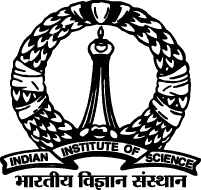 INDIAN INSTITUTE OF SCIENCE
भारतीय विज्ञान संस्थान